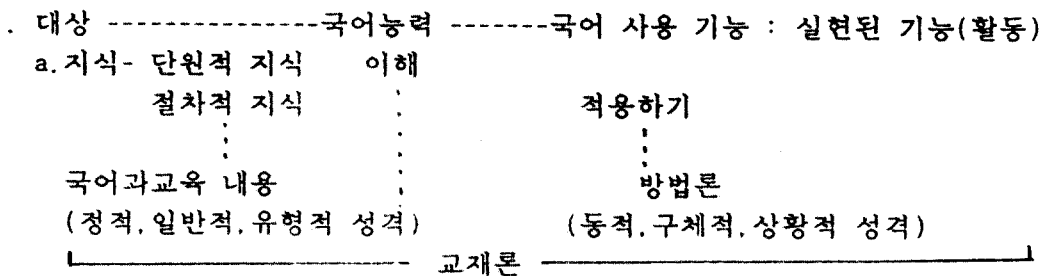 . 대상 ----------------국어능력 -------국어 사용 기능 : 실현된 기능(활동)
a.지식- 단원적 지식 이해
절차적 지식 적용하기
국어과교육 내용 방법론
(정적,일반적,유형적 성격) (동적,구체적,상황적 성격)
교재론